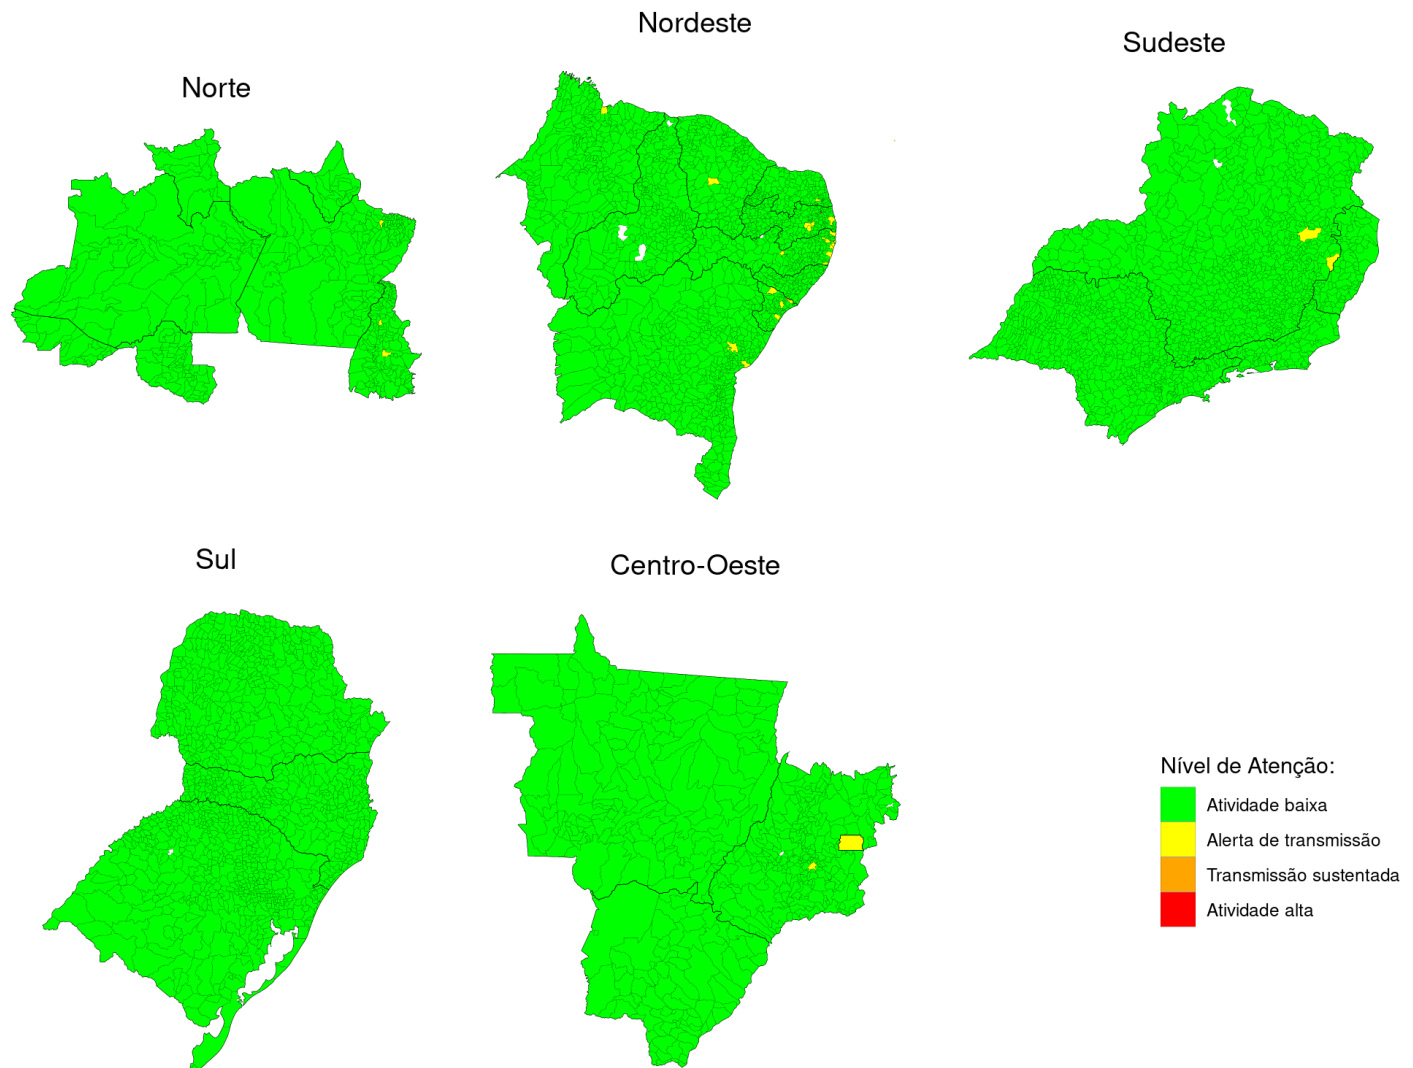 Norte
Nordeste
Sudeste
Sul
Centro-Oeste
Nível de Atenção:
Atividade baixa
Alerta de transmissão
Transmissão sustentada
Atividade alta